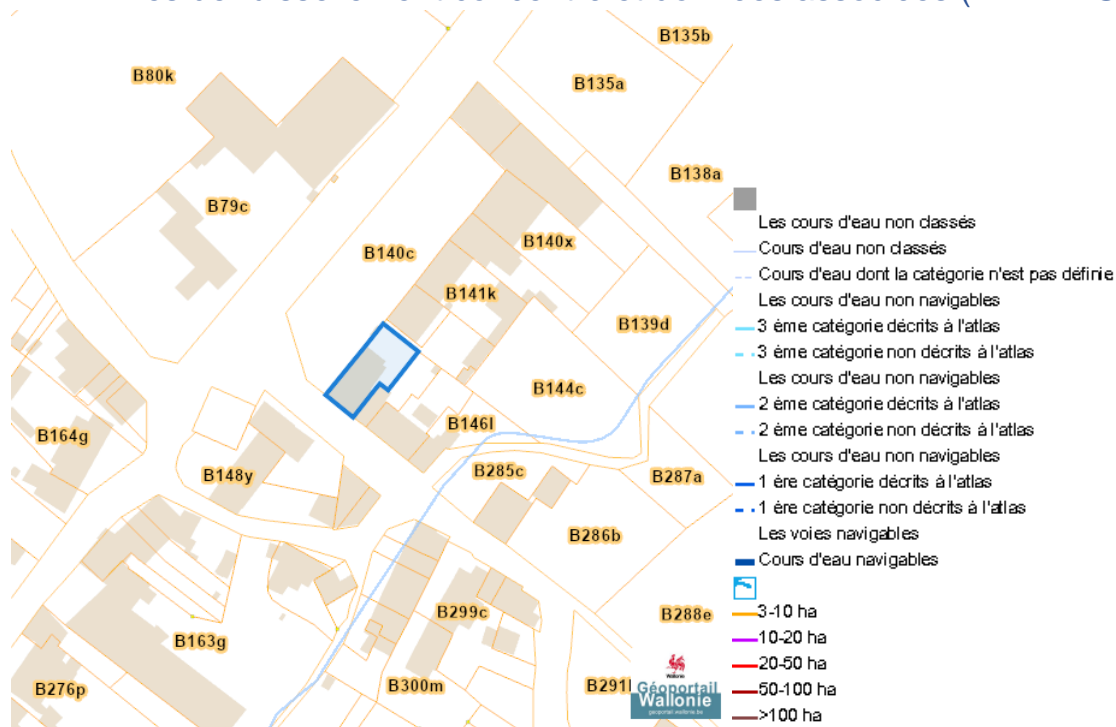 B135b
B80k
B135a
B138a
B79c
B140c
B140x
B141k
B139d
B144c
B146l
B164g
B148y
B285c
B287a
B286b
B299c
B288e
B163g
B276p
B300m
Les cours d'eau non classés
Cours d'eau non classés
Cours d'eau dont la catégorie n'est pas définie
Les cours d'eau non navigables
3 ème catégorie décrits à l'atlas
3 ème catégorie non décrits à l'atlas
Les cours d'eau non navigables
2 ème catégorie décrits à l'atlas
2 ème catégorie non décrits à l'atlas
Les cours d'eau non navigables
1 ère catégorie décrits à l'atlas
1 ère catégorie non décrits à l'atlas
Les voies navigables
Cours d'eau navigables
3-10 ha
10-20 ha
20-50 ha
50-100 ha
>100 ha
Wallonie
Géoportail
Wallonie
geoportail.wallonie.be